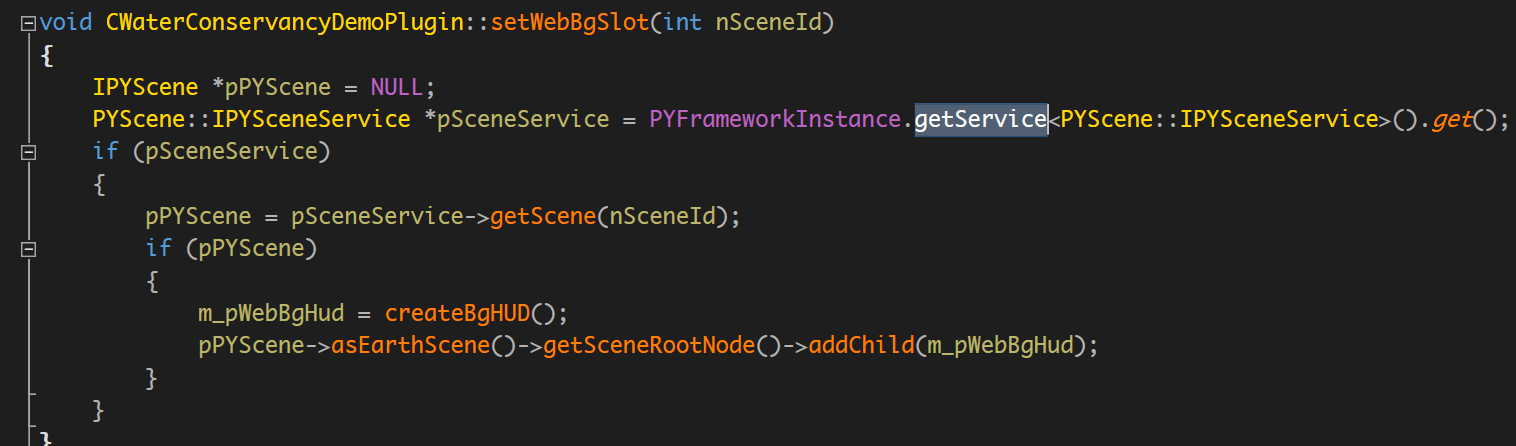 void CWaterConservancyDemoPlugin::setWebBgSlot(int nSceneId)
{
    IPYScene *pPYScene = NULL;
    PYScene::IPYSceneService *pSceneService = PYFrameworkInstance.getService<PYScene::IPYSceneService>().get();
    if (pSceneService)
    {
        pPYScene = pSceneService->getScene(nSceneId);
        if (pPYScene)
        {
            m_pWebBgHud = createBgHUD();
            pPYScene->asEarthScene()->getSceneRootNode()->addChild(m_pWebBgHud);
        }
    }
}